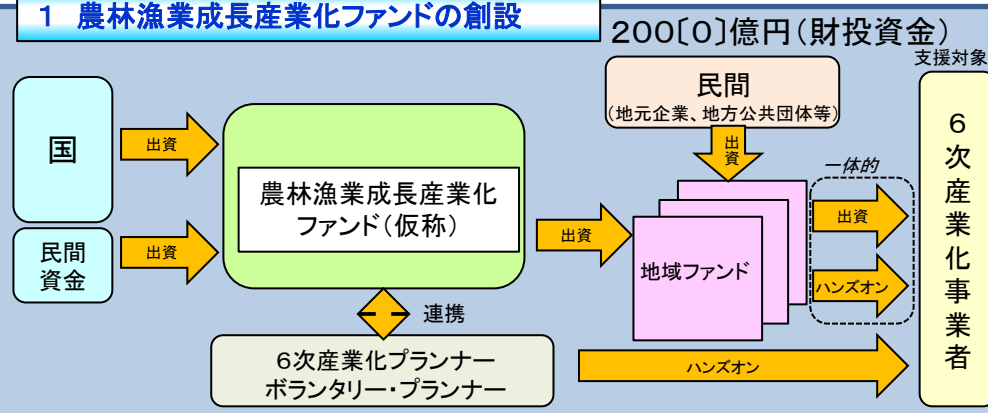 1 農林漁業成長産業化ファンドの創設
200〔0〕億円(財投資金)
支援対象
国
出資
民間
資金
出資
農林漁業成長産業化
ファンド(仮称)
連携
6次産業化プランナー
ボランタリー・プランナー
出資
民間
(地元企業、地方公共団体等)
出資
地域ファンド
一体的
出資
ハンズオン
ハンズオン
6次産業化事業者